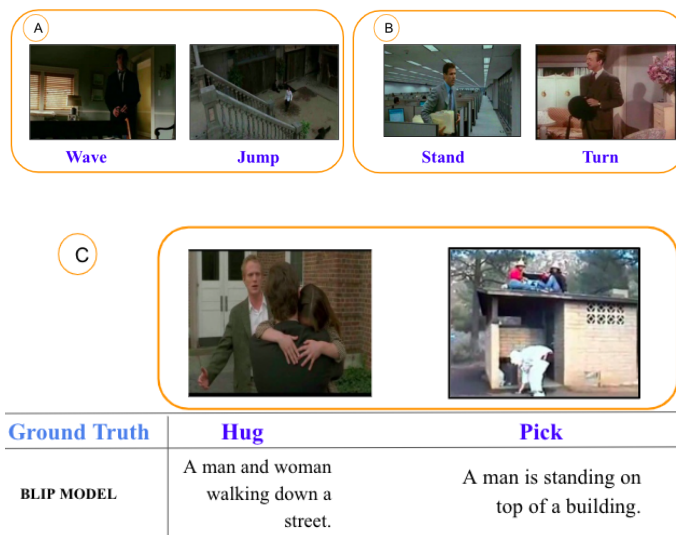 A
B
Wave
Jump
Stand
Turn
C
Ground Truth
Hug
Pick
BLIP MODEL
A man and woman
walking down a
street.
A man is standing on
top of a building.